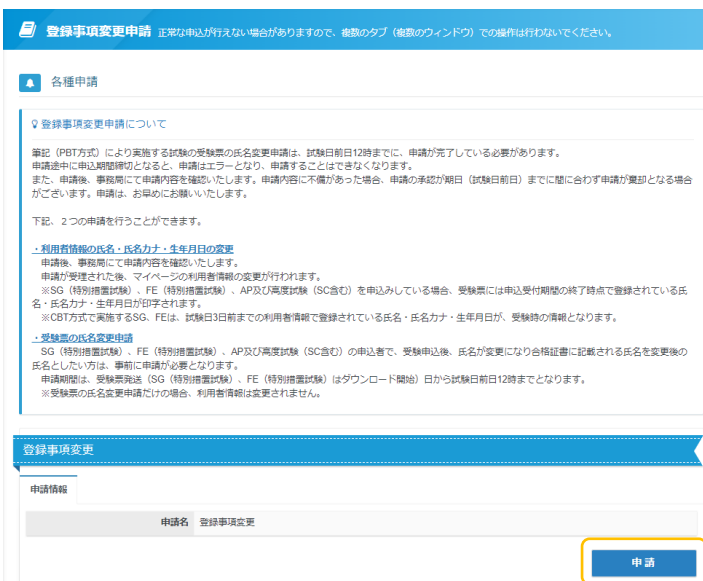 登録事項変更申請 正常な申込が行えない場合がありますので、複数のタブ（複数のウィンドウ）での操作は行わないでください。
各種申請
登録事項変更申請について
筆記（PBT方式）により実施する試験の受験票の氏名変更申請は、試験日前日12時までに、申請が完了している必要があります。
申請途中に申込期間締切となると、申請はエラーとなり、申請することはできなくなります。
また、申請後、事務局にて申請内容を確認いたします。申請内容に不備があった場合、申請の承認が期日（試験日前日）までに間に合わず申請が棄却となる場合
がございます。申請は、お早めにお願いいたします。
下記、２つの申請を行うことができます。
・利用者情報の氏名・氏名カナ・生年月日の変更
申請後、事務局にて申請内容を確認いたします。
申請が受理された後、マイページの利用者情報の変更が行われます。
※SG（特別措置試験）、FE（特別措置試験）、AP及び高度試験（SC含む）を申込みしている場合、受験票には申込受付期間の終了時点で登録されている氏
名・氏名カナ・生年月日が印字されます。
※CBT方式で実施するSG、FEは、試験日3日前までの利用者情報で登録されている氏名・氏名カナ・生年月日が、受験時の情報となります。
・受験票の氏名変更申請
SG（特別措置試験）、FE（特別措置試験）、AP及び高度試験（SC含む）の申込者で、受験申込後、氏名が変更になり合格証書に記載される氏名を変更後の
氏名としたい方は、事前に申請が必要となります。
申請期間は、受験票発送（SG（特別措置試験）、FE（特別措置試験）はダウンロード開始）日から試験日前日12時までとなります。
※受験票の氏名変更申請だけの場合、利用者情報は変更されません。
登録事項変更
申請情報
申請名 登録事項変更
申請